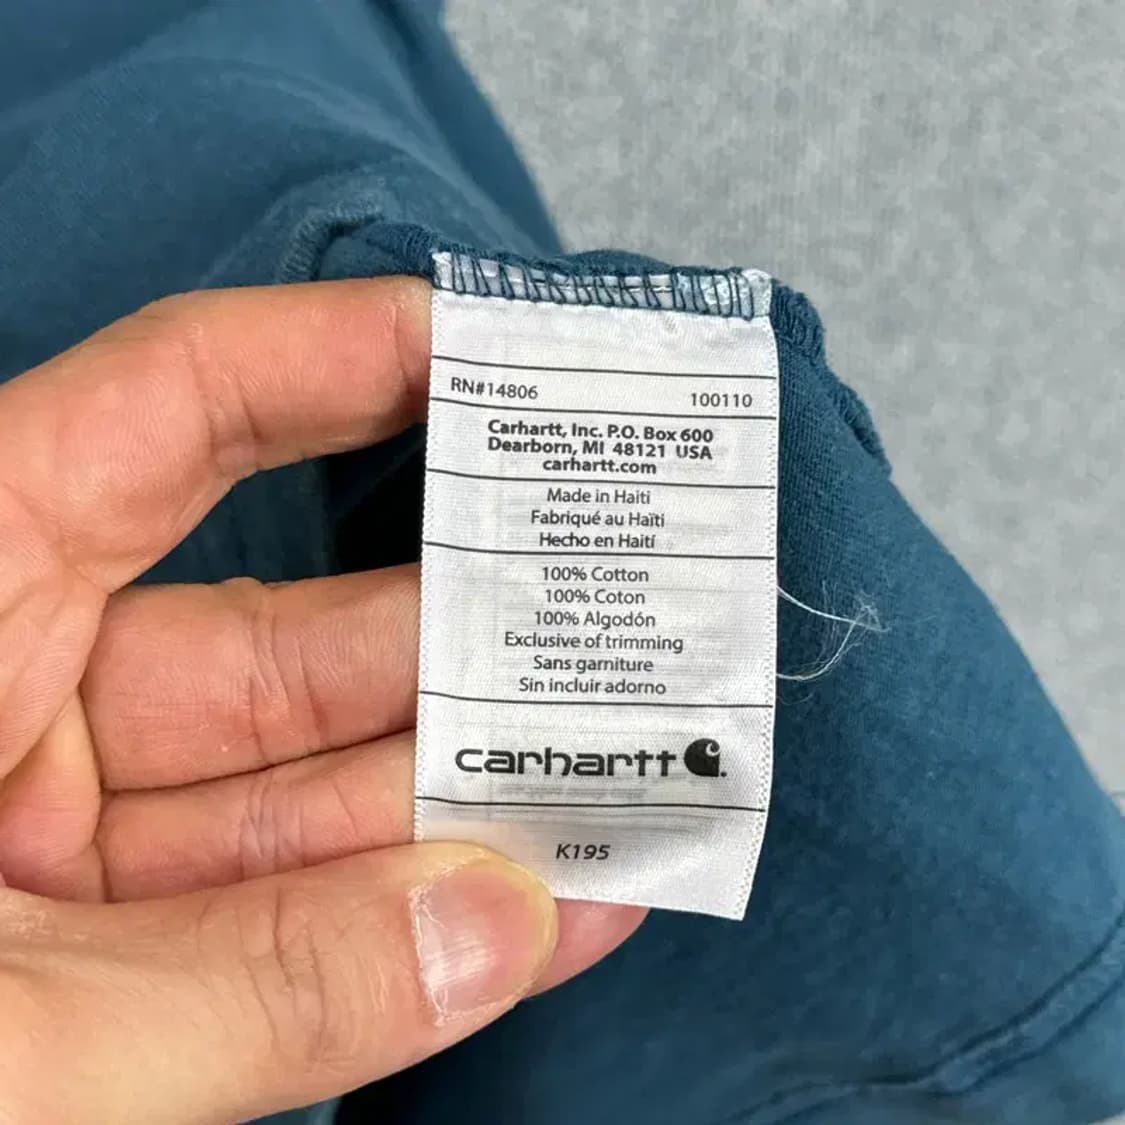 RN#14806 100110
Carhartt, Inc. P.O. Box 600
Dearborn, MI 48121 USA
carhartt.com
Made in Haiti
Fabriqué au Haïti
Hecho en Haití
100% Cotton
100% Coton
100% Algodón
Exclusive of trimming
Sans garniture
Sin incluir adorno
carhartt
K195